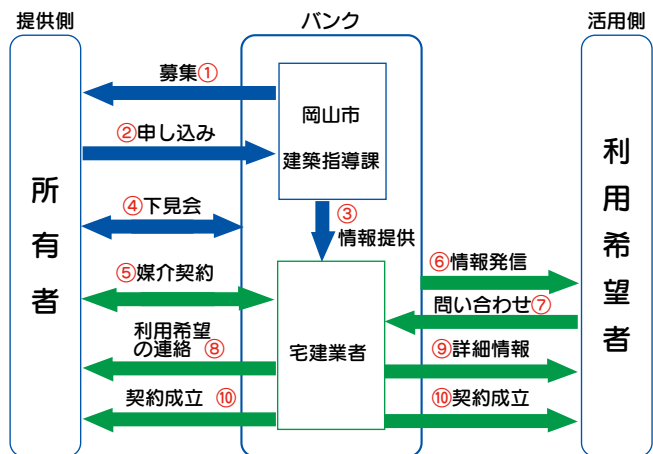 提供側
バンク
活用側
募集①
岡山市
建築指導課
②申し込み
所有者
利用希望者
④下見会
③
情報提供
⑤媒介契約
⑥情報発信
問い合わせ⑦
利用希望
の連絡 ⑧
宅建業者
⑨詳細情報
契約成立 ⑩
⑩契約成立